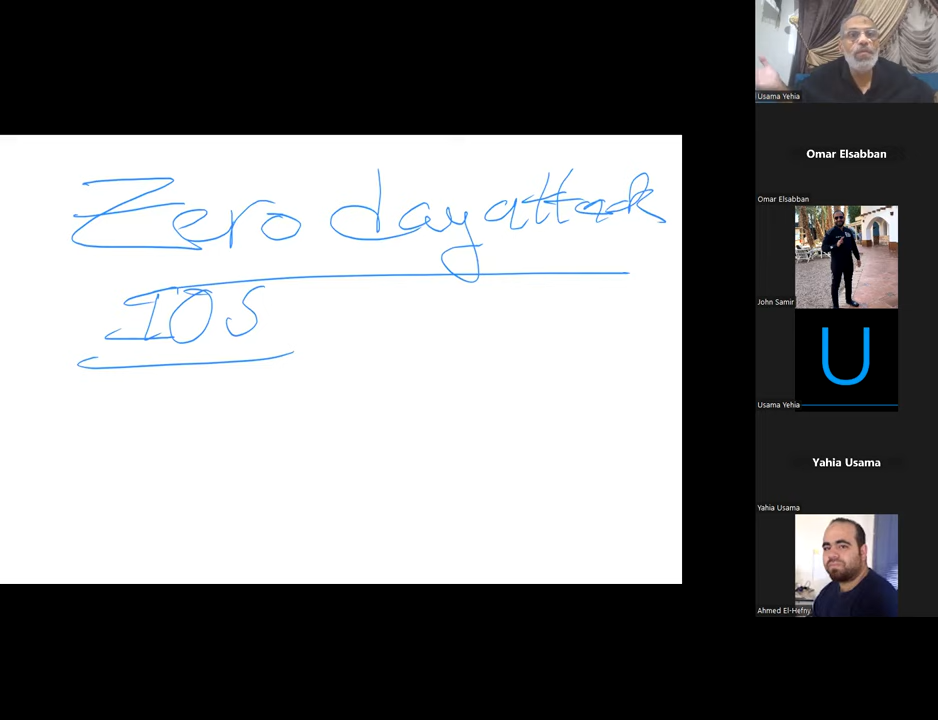 Zero day attack
IOS
Usama Yehia
Omar Elsabban
Omar Elsabban
John Samir
U
Usama Yehia
Yahia Usama
Yahia Usama
Ahmed El-Hefny